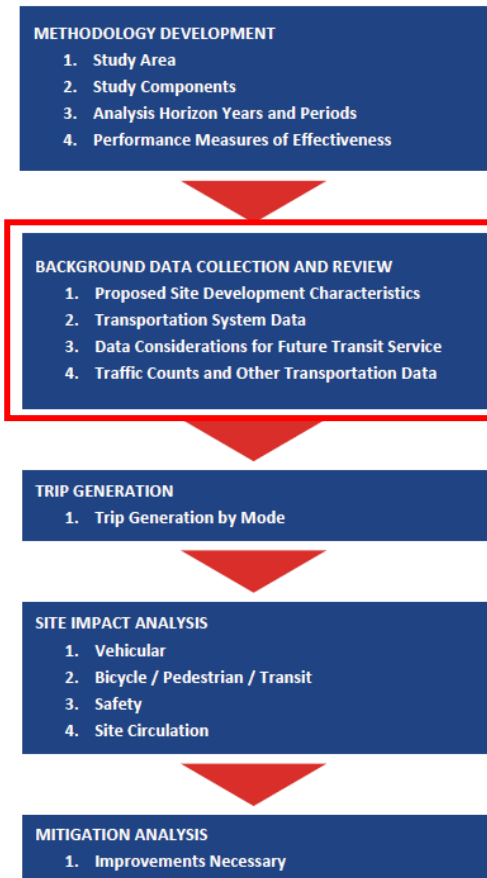 METHODOLOGY DEVELOPMENT
1. Study Area
2. Study Components
3. Analysis Horizon Years and Periods
4. Performance Measures of Effectiveness
BACKGROUND DATA COLLECTION AND REVIEW
1. Proposed Site Development Characteristics
2. Transportation System Data
3. Data Considerations for Future Transit Service
4. Traffic Counts and Other Transportation Data
TRIP GENERATION
1. Trip Generation by Mode
SITE IMPACT ANALYSIS
1. Vehicular
2. Bicycle / Pedestrian / Transit
3. Safety
4. Site Circulation
MITIGATION ANALYSIS
1. Improvements Necessary